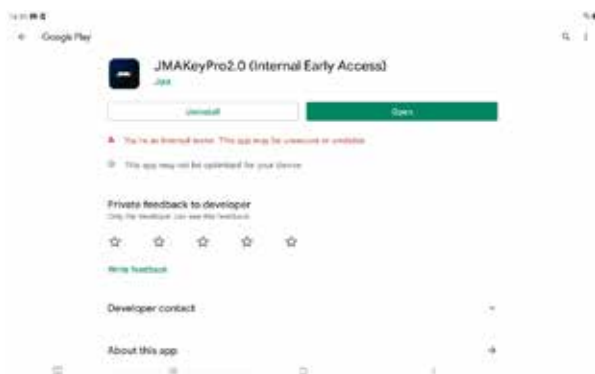 Google Play
JMAKeyPro2.0 (Internal Early Access)
Jma
Uninstall
Open
You're an internal tester. This app may be unsecure or unstable.
This app may not be optimized for your device
Private feedback to developer
Only the developer can see this feedback.
Write feedback
Developer contact
About this app